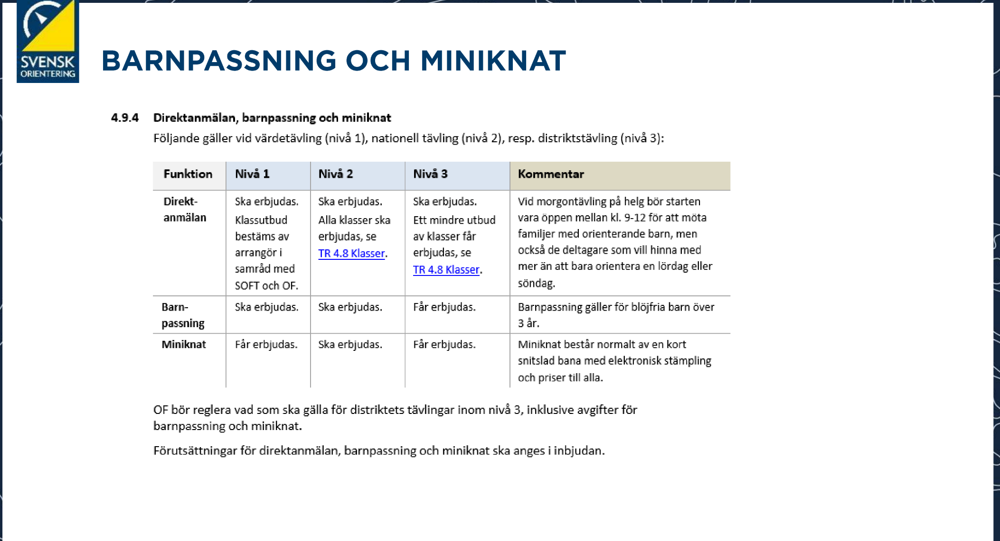 SVENSK
ORIENTERING
BARNPASSNING OCH MINIKNAT
4.9.4 Direktanmälan, barnpassning och miniknat
Följande gäller vid värdetävling (nivå 1), nationell tävling (nivå 2), resp. distriktstävling (nivå 3):
Funktion Nivå 1 Nivå 2 Nivå 3 Kommentar
Direkt-
anmälan
Ska erbjudas.
Klassutbud
bestäms av
arrangör i
samråd med
SOFT och OF.
Ska erbjudas.
Alla klasser ska
erbjudas, se
TR 4.8 Klasser.
Ska erbjudas.
Ett mindre utbud
av klasser får
erbjudas, se
TR 4.8 Klasser.
Vid morgontävling på helg bör starten
vara öppen mellan kl. 9-12 för att möta
familjer med orienterande barn, men
också de deltagare som vill hinna med
mer än att bara orientera en lördag eller
söndag.
Barn-
passning
Ska erbjudas.
Ska erbjudas.
Får erbjudas.
Barnpassning gäller för blöjfria barn över
3 år.
Miniknat
Får erbjudas.
Ska erbjudas.
Får erbjudas.
Miniknat består normalt av en kort
snitslad bana med elektronisk stämpling
och priser till alla.
OF bör reglera vad som ska gälla för distriktets tävlingar inom nivå 3, inklusive avgifter för
barnpassning och miniknat.
Förutsättningar för direktanmälan, barnpassning och miniknat ska anges i inbjudan.